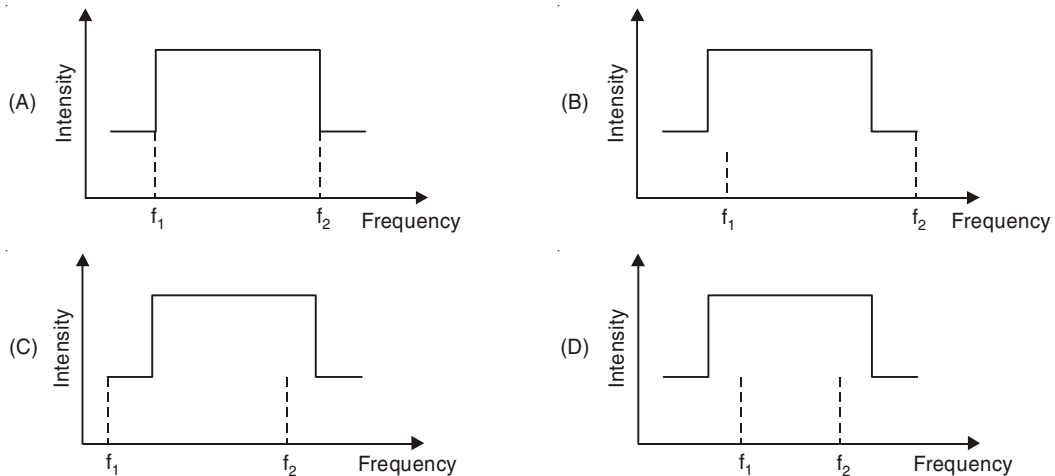 (A)
Intensity
f1
f2
Frequency
(B)
Intensity
f1
f2
Frequency
(C)
Intensity
f1
f2
Frequency
(D)
Intensity
f1
f2
Frequency